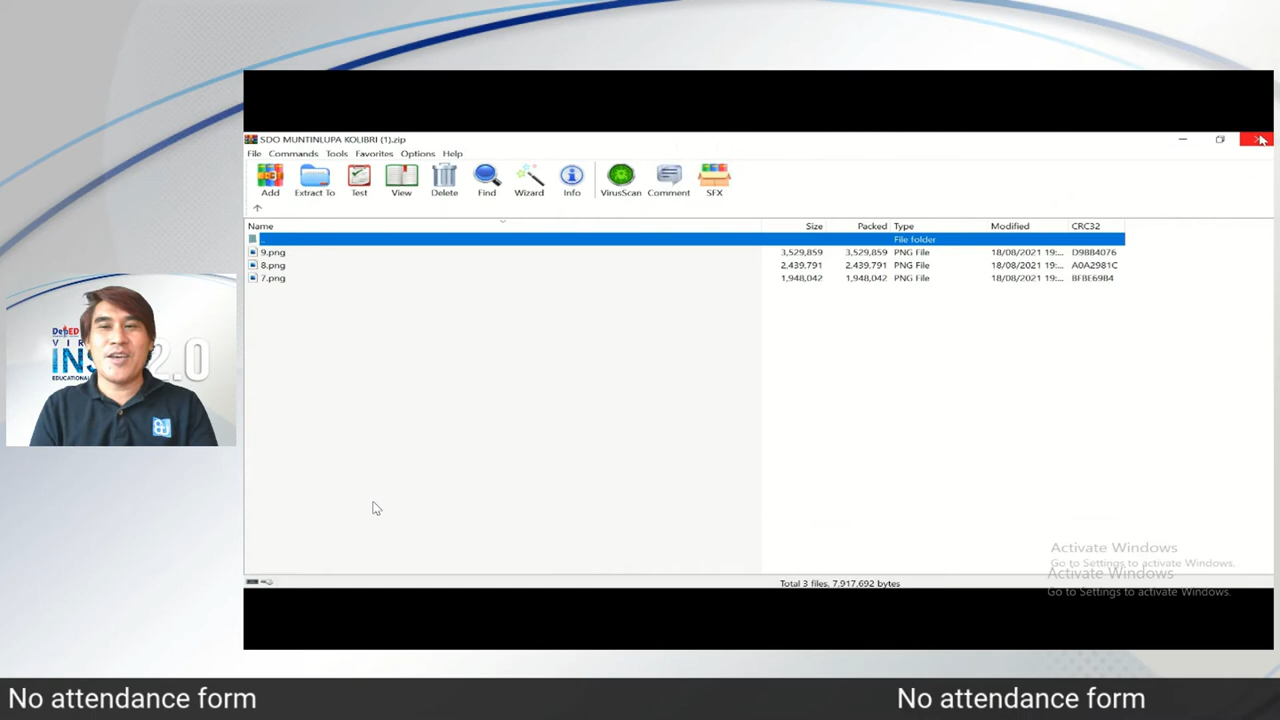 SDO MUNTINLUPA KOLIBRI (1).zip
File Commands Tools Favorites Options Help
Add Extract To Test View Delete Find Wizard Info VirusScan Comment SFX
Name Size Packed Type Modified CRC32
.. File folder
9.png 3,529,859 3,529,859 PNG File 18/08/2021 19:... D9BB4076
8.png 2,439,791 2,439,791 PNG File 18/08/2021 19:... A0A2981C
7.png 1,948,042 1,948,042 PNG File 18/08/2021 19:... BFBE69B4
DepED
VIR
INS 2.0
EDUCATIONAL
Activate Windows
Go to Settings to activate Windows.
Activate Windows
Go to Settings to activate Windows.
Total 3 files, 7,917,692 bytes
No attendance form No attendance form